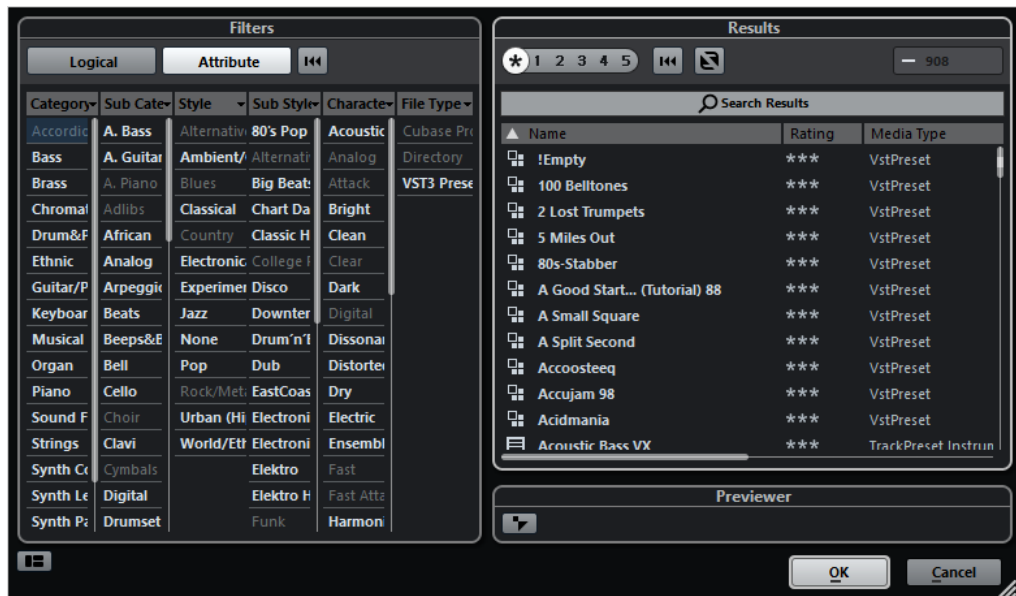 Filters
Logical Attribute
Category Sub Cate Style Sub Style Characte File Type
Accordic A. Bass Alternativ 80's Pop Acoustic Cubase Pro
Bass A. Guitar Ambient/ Alternati Analog Directory
Brass A. Piano Blues Big Beat Attack VST3 Prese
Chromat Adlibs Classical Chart Da Bright
Drum&P African Country Classic H Clean
Ethnic Analog Electronic College Clear
Guitar/P Arpeggio Experimer Disco Dark
Keyboar Beats Jazz Downter Digital
Musical Beeps&B None Drum´n´B Dissonar
Organ Bell Pop Dub Distorte
Piano Cello Rock/Meta EastCoas Dry
Sound F Choir Urban (Hi Electroni Electric
Strings Clavi World/Eth Electroni Ensembl
Synth Co Cymbals Elektro Fast
Synth Le Digital Elektro H Fast Atta
Synth Pa Drumset Funk Harmoni
Results
* 1 2 3 4 5 908
Search Results
Name Rating Media Type
!Empty *** VstPreset
100 Belltones *** VstPreset
2 Lost Trumpets *** VstPreset
5 Miles Out *** VstPreset
80s-Stabber *** VstPreset
A Good Start... (Tutorial) 88 *** VstPreset
A Small Square *** VstPreset
A Split Second *** VstPreset
Accoosteeq *** VstPreset
Accujam 98 *** VstPreset
Acidmania *** VstPreset
Acoustic Bass VX *** TrackPreset Instrun
Previewer
OK Cancel